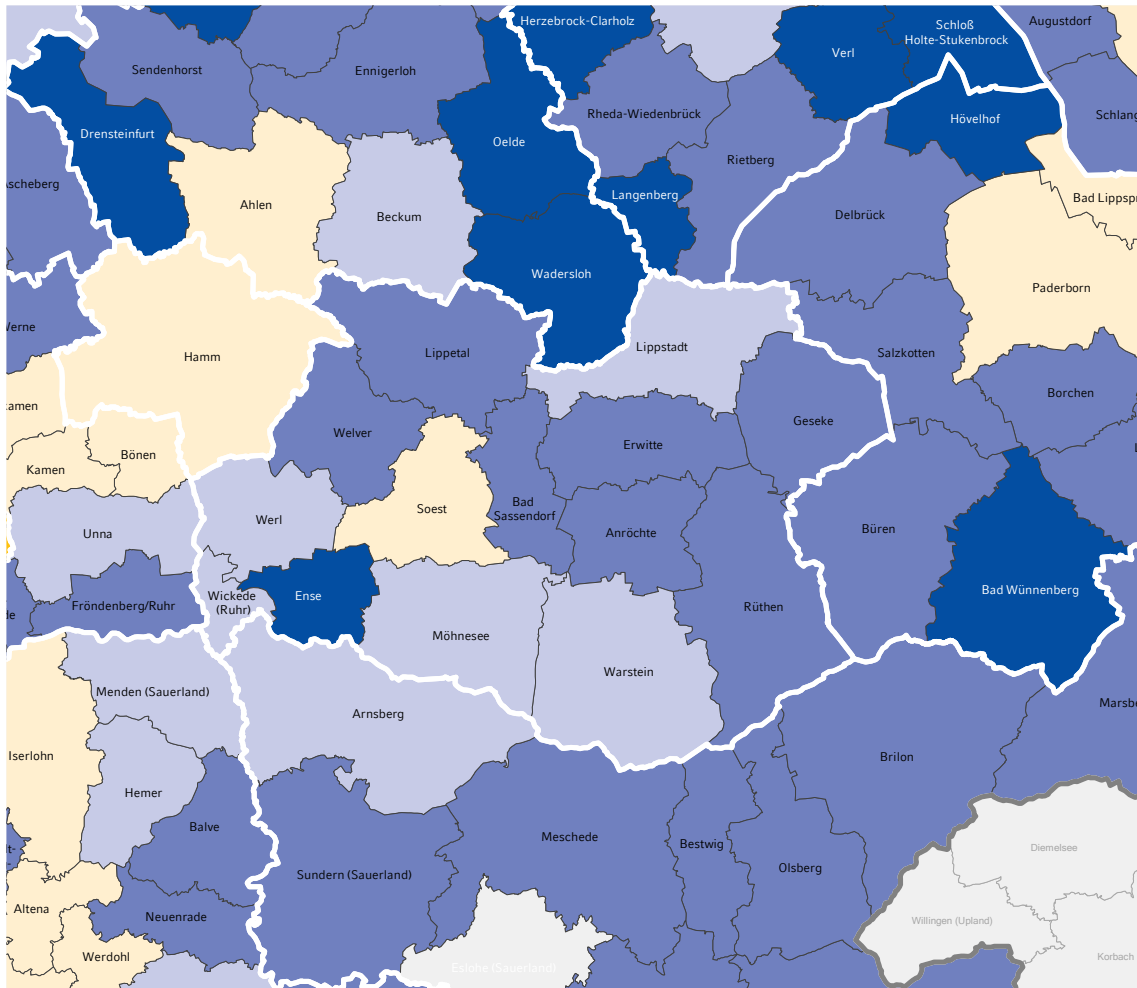 Herzebrock-Clarholz
Schloß
Holte-Stukenbrock
Augustdorf
Verl
Sendenhorst
Ennigerloh
Rheda-Wiedenbrück
Schlang
Hövelhof
Drensteinfurt
Oelde
Rietberg
Ascheberg
Langenberg
Bad Lippspr
Ahlen
Beckum
Delbrück
Wadersloh
Paderborn
Werne
Hamm
Lippetal
Lippstadt
Salzkotten
Borchen
amen
Geseke
Welver
Erwitte
Bönen
Kamen
Bad
Sassendorf
Soest
Werl
Unna
Anröchte
Büren
Bad Wünnenberg
Fröndenberg/Ruhr
Wickede
(Ruhr)
Ense
Rüthen
de
Möhnesee
Warstein
Menden (Sauerland)
Arnsberg
Marsbe
Iserlohn
Brilon
Hemer
Balve
Meschede
Bestwig
Olsberg
Diemelsee
Sundern (Sauerland)
Altena
Neuenrade
Willingen (Upland)
Werdohl
Eslohe (Sauerland)
Korbach